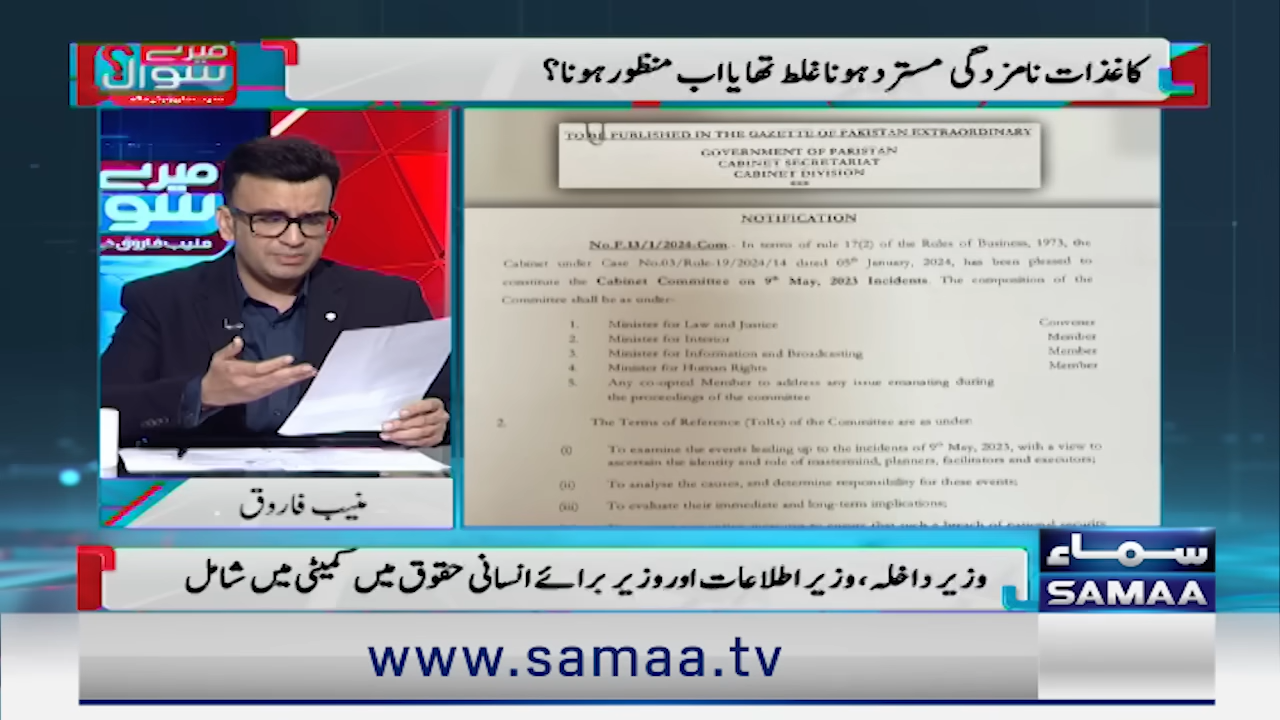 میرے
سوال؟
کاغذات نامزدگی مسترد ہونا غلط تھا یا اب منظور ہونا؟
میرے
سو
منیب فاروق
TO BE PUBLISHED IN THE GAZETTE OF PAKISTAN EXTRAORDINARY
GOVERNMENT OF PAKISTAN
CABINET SECRETARIAT
CABINET DIVISION
***
NOTIFICATION
No.F.13/1/2024-Com.- In terms of rule 17(2) of the Rules of Business, 1973, the
Cabinet under Case No.03/Rule-19/2024/14 dated 05th January, 2024, has been pleased to
constitute the Cabinet Committee on 9th May, 2023 Incidents. The composition of the
Committee shall be as under:
1. Minister for Law and Justice Convener
2. Minister for Interior Member
3. Minister for Information and Broadcasting Member
4. Minister for Human Rights Member
5. Any co-opted Member to address any issue emanating during
the proceedings of the committee
2. The Terms of Reference (ToRs) of the Committee are as under:
(i) To examine the events leading up to the incidents of 9th May, 2023, with a view to
ascertain the identity and role of mastermind, planners, facilitators and executors;
(ii) To analyse the causes, and determine responsibility for these events;
(iii) To evaluate their immediate and long-term implications;
منیب فاروق
وزیر داخلہ، وزیر اطلاعات اور وزیر برائے انسانی حقوق میں کمیٹی میں شامل
سماء
SAMAA
www.samaa.tv